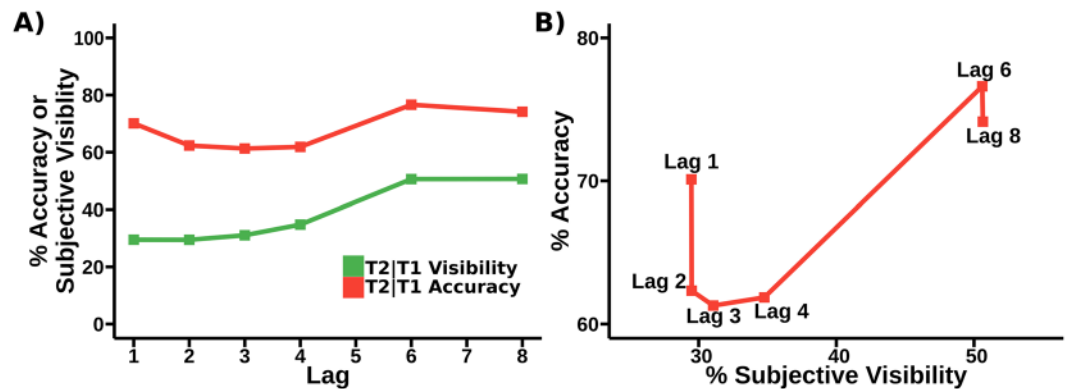 A)
% Accuracy or
Subjective Visiblity
100
80
60
40
20
0
1 2 3 4 5 6 7 8
Lag
T2|T1 Visibility
T2|T1 Accuracy
B)
% Accuracy
80
70
60
Lag 1
Lag 2
Lag 3
Lag 4
Lag 6
Lag 8
30 40 50
% Subjective Visibility